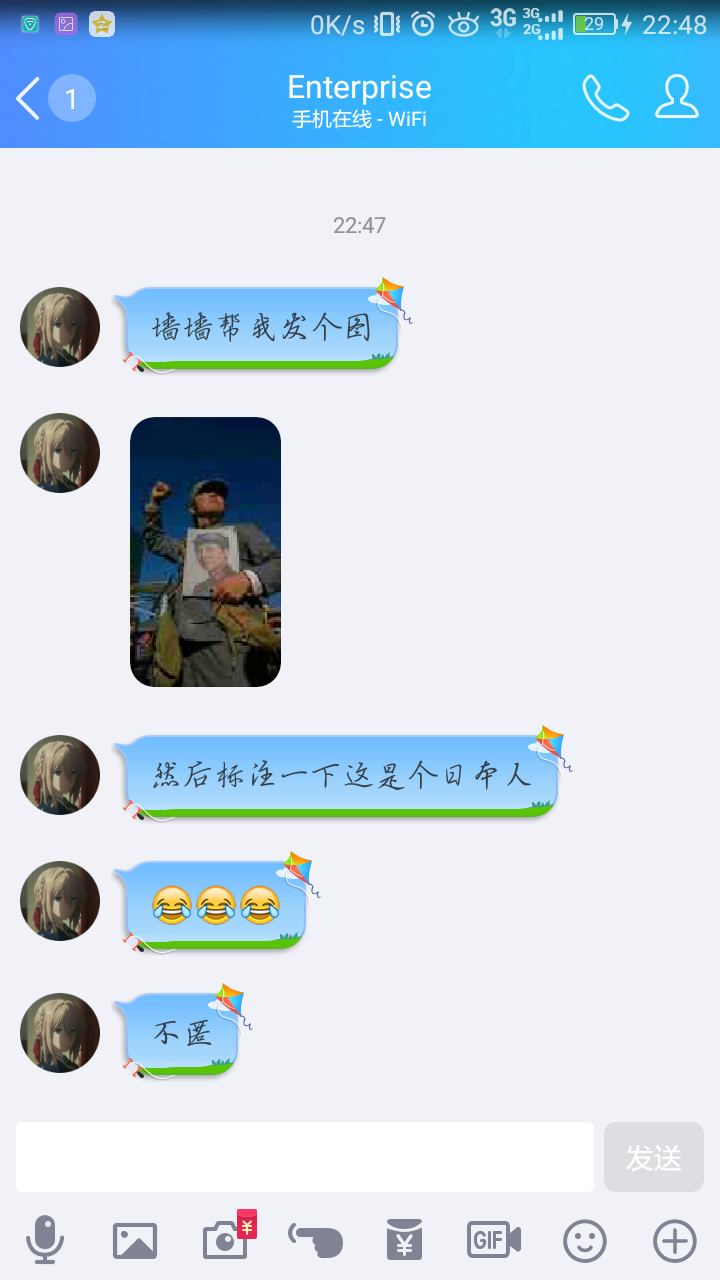 0K/s 3G 3G 2G 29 22:48
1
Enterprise
手机在线 - WiFi
22:47
墙墙帮我发个图
然后标注一下这是个日本人
😂😂😂
不匿
发送
¥
¥
GIF